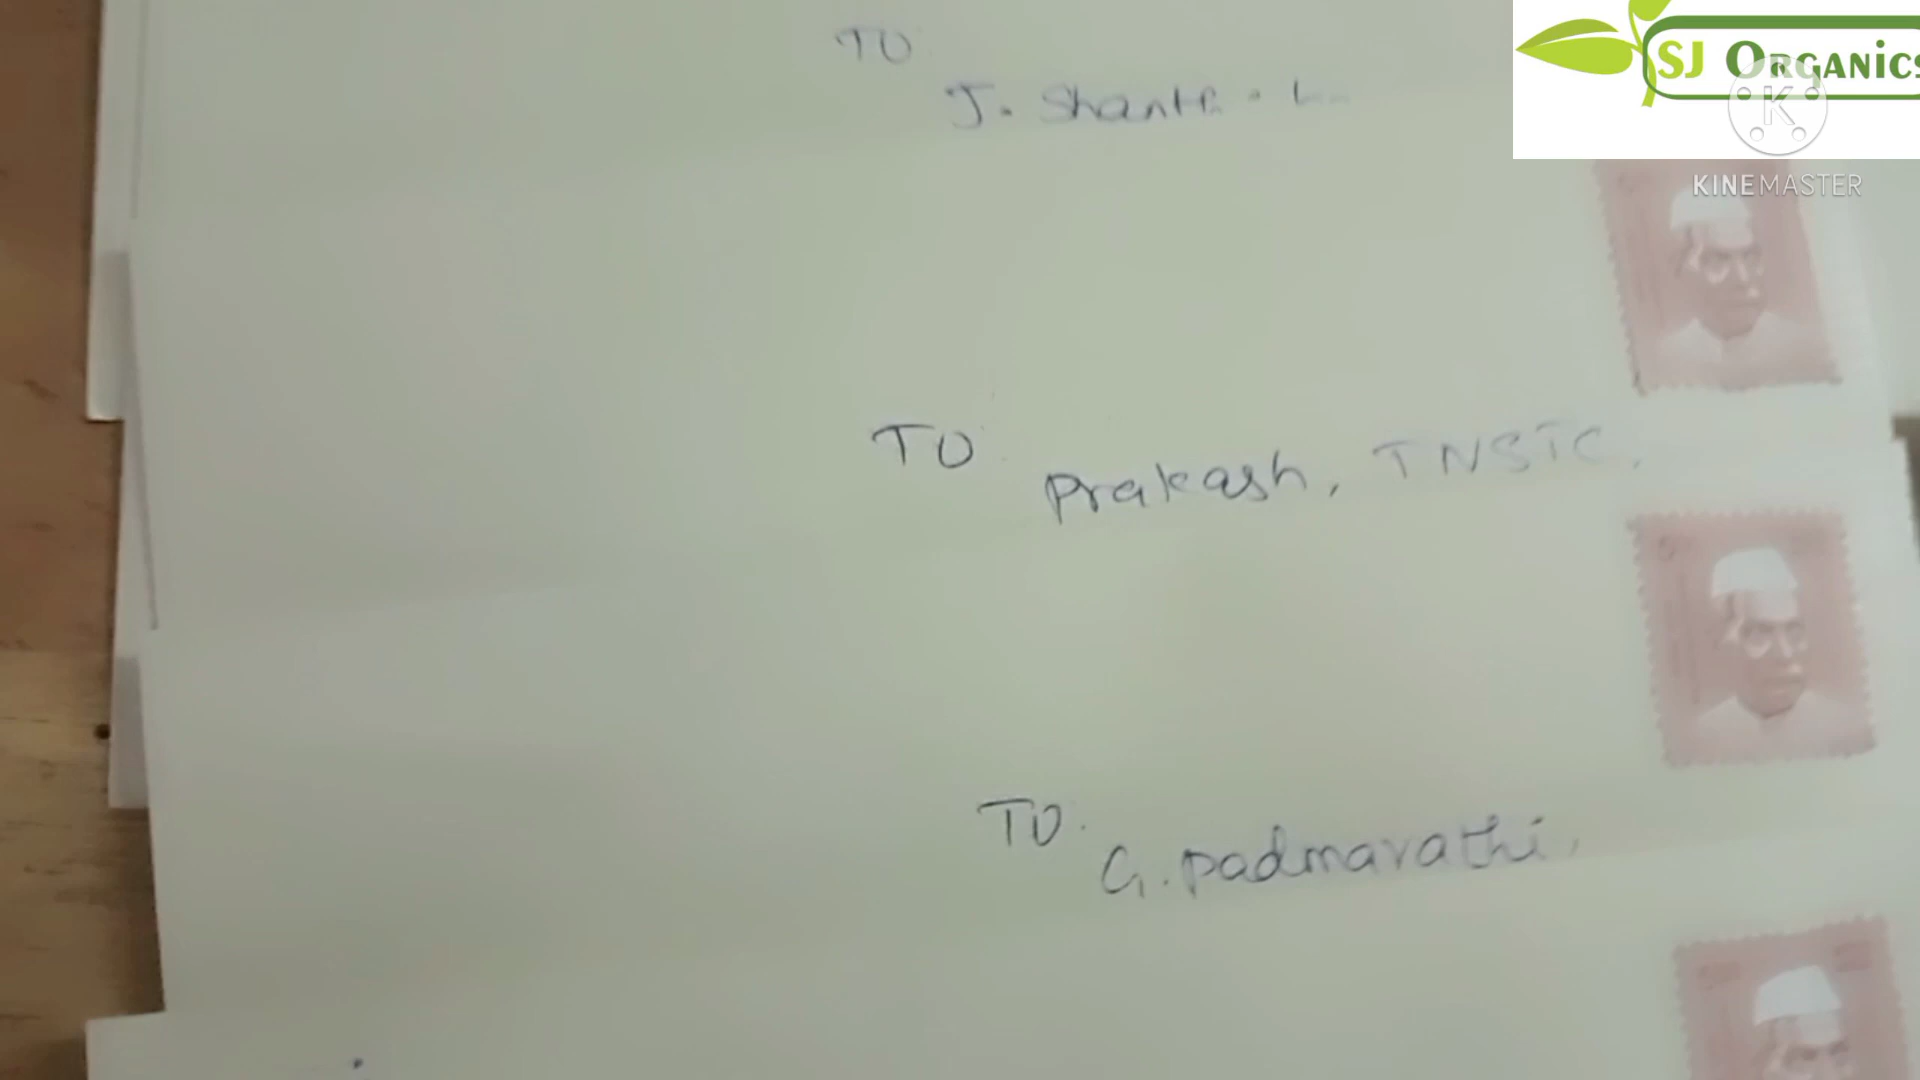 TO
SJ ORGANICS
J. Shanthi
K
KINEMASTER
TO
Prakash, TNSTC,
TO
G. Padmavathi,